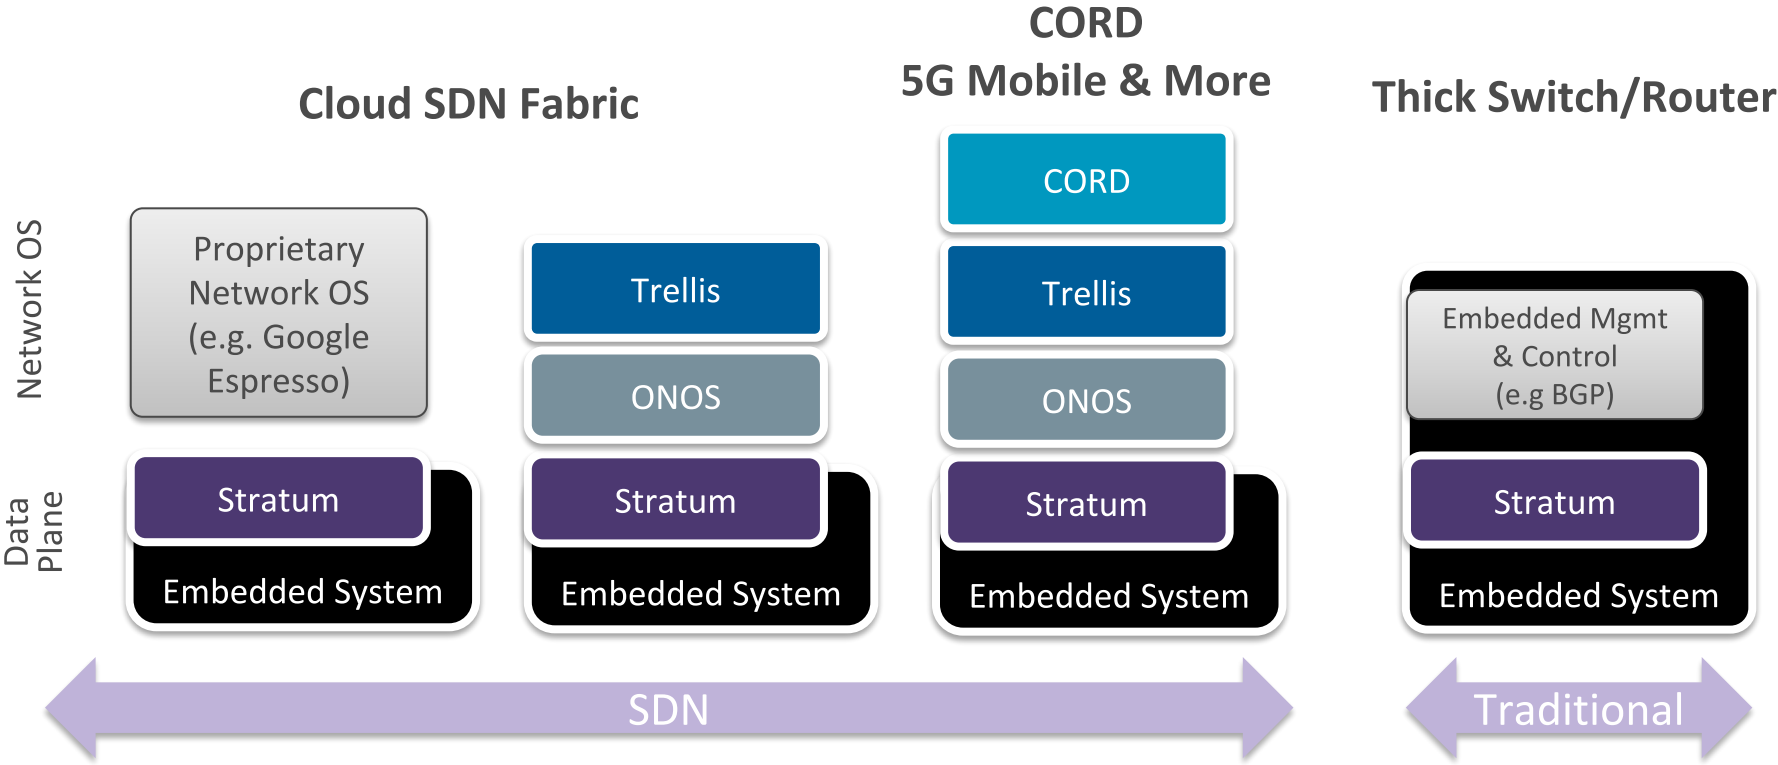 CORD
5G Mobile & More
Cloud SDN Fabric
Thick Switch/Router
Network OS
Data
Plane
Proprietary
Network OS
(e.g. Google
Espresso)
Stratum
Embedded System
Trellis
ONOS
Stratum
Embedded System
CORD
Trellis
ONOS
Stratum
Embedded System
Embedded Mgmt
& Control
(e.g BGP)
Stratum
Embedded System
SDN
Traditional